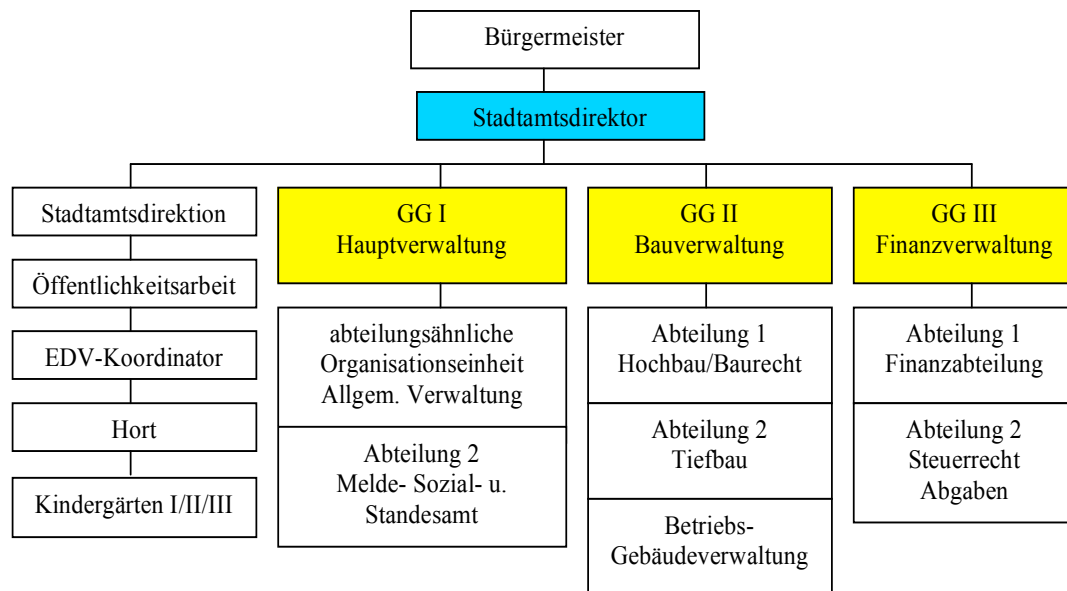 Bürgermeister
Stadtamtsdirektor
Stadtamtsdirektion
Öffentlichkeitsarbeit
EDV-Koordinator
Hort
Kindergärten I/II/III
GG I
Hauptverwaltung
abteilungsähnliche
Organisationseinheit
Allgem. Verwaltung
Abteilung 2
Melde- Sozial- u.
Standesamt
GG II
Bauverwaltung
Abteilung 1
Hochbau/Baurecht
Abteilung 2
Tiefbau
Betriebs-
Gebäudeverwaltung
GG III
Finanzverwaltung
Abteilung 1
Finanzabteilung
Abteilung 2
Steuerrecht
Abgaben